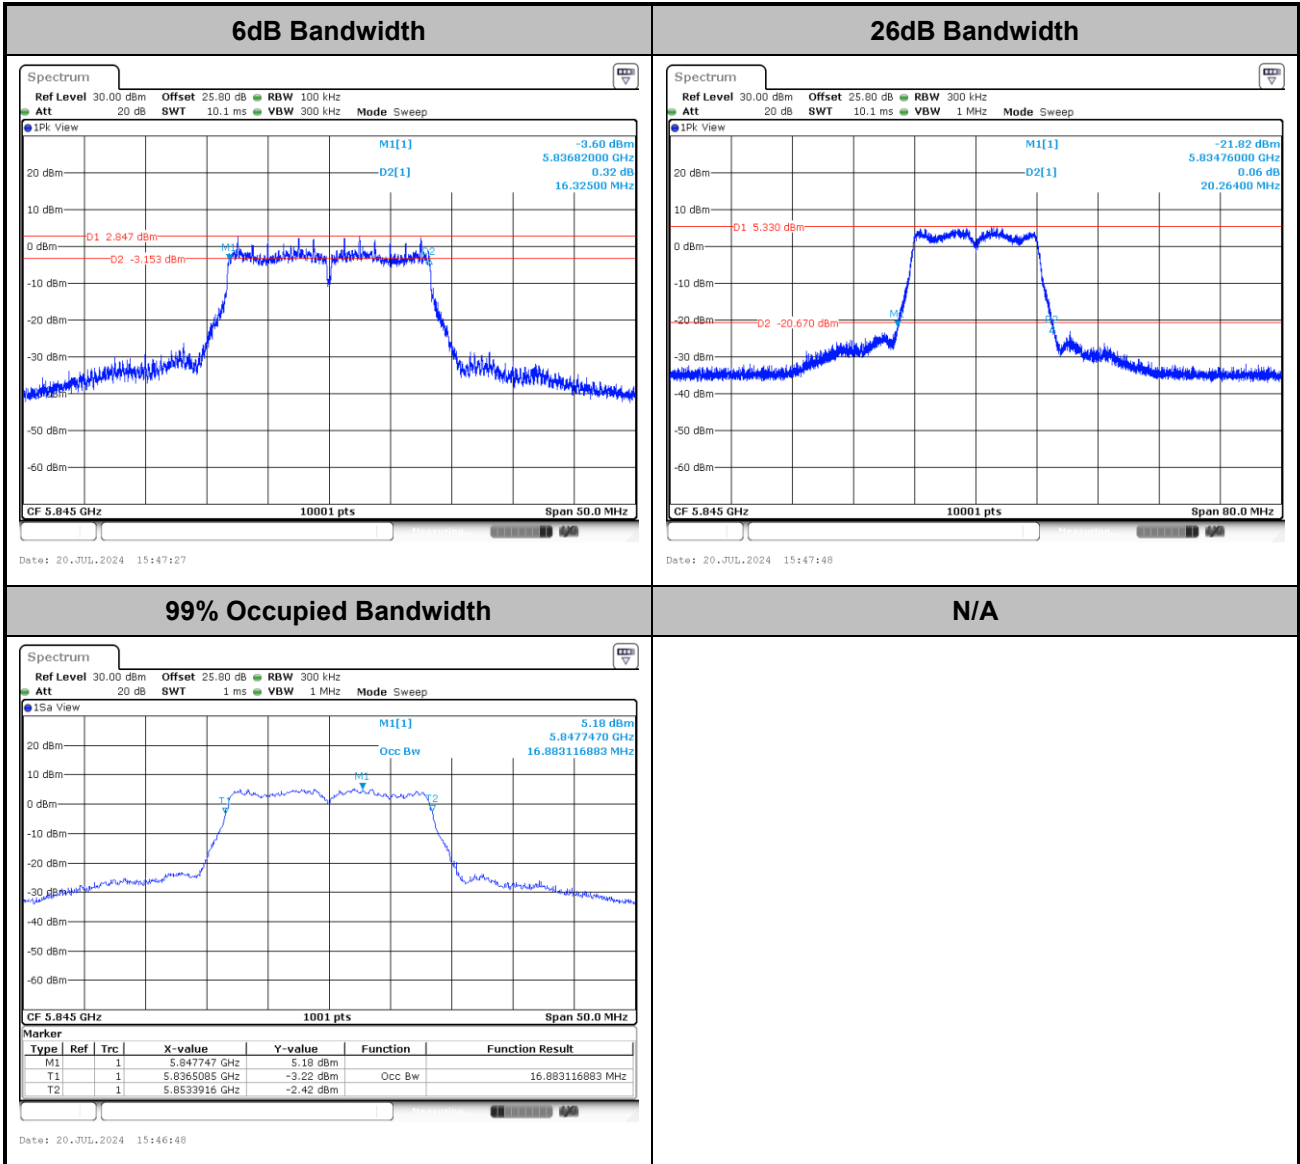 6dB Bandwidth
26dB Bandwidth
Spectrum
Ref Level 30.00 dBm Offset 25.80 dB RBW 100 kHz
Att 20 dB SWT 10.1 ms VBW 300 kHz Mode Sweep
1Pk View
M1[1] -3.60 dBm
5.83682000 GHz
20 dBm
D2[1] 0.32 dB
16.32500 MHz
10 dBm
D1 2.847 dBm
0 dBm
M1
D2 -3.153 dBm
-10 dBm
-20 dBm
-30 dBm
-50 dBm
-60 dBm
CF 5.845 GHz 10001 pts Span 50.0 MHz
Date: 20.JUL.2024 15:47:27
Spectrum
Ref Level 30.00 dBm Offset 25.80 dB RBW 300 kHz
Att 20 dB SWT 10.1 ms VBW 1 MHz Mode Sweep
1Pk View
M1[1] -21.82 dBm
5.83476000 GHz
20 dBm
D2[1] 0.06 dB
20.26400 MHz
10 dBm
D1 5.330 dBm
0 dBm
-10 dBm
-20 dBm
D2 -20.670 dBm
-30 dBm
-40 dBm
-50 dBm
-60 dBm
CF 5.845 GHz 10001 pts Span 80.0 MHz
Date: 20.JUL.2024 15:47:48
99% Occupied Bandwidth
N/A
Spectrum
Ref Level 30.00 dBm Offset 25.80 dB RBW 300 kHz
Att 20 dB SWT 1 ms VBW 1 MHz Mode Sweep
1Sa View
M1[1] 5.18 dBm
5.8477470 GHz
20 dBm
Occ Bw 16.883116883 MHz
10 dBm
M1
0 dBm
T1
T2
-10 dBm
-20 dBm
-30 dBm
-40 dBm
-50 dBm
-60 dBm
CF 5.845 GHz 1001 pts Span 50.0 MHz
Marker
Type Ref Trc X-value Y-value Function Function Result
M1 1 5.847747 GHz 5.18 dBm
T1 1 5.8365085 GHz -3.22 dBm Occ Bw 16.883116883 MHz
T2 1 5.8533916 GHz -2.42 dBm
Date: 20.JUL.2024 15:46:48